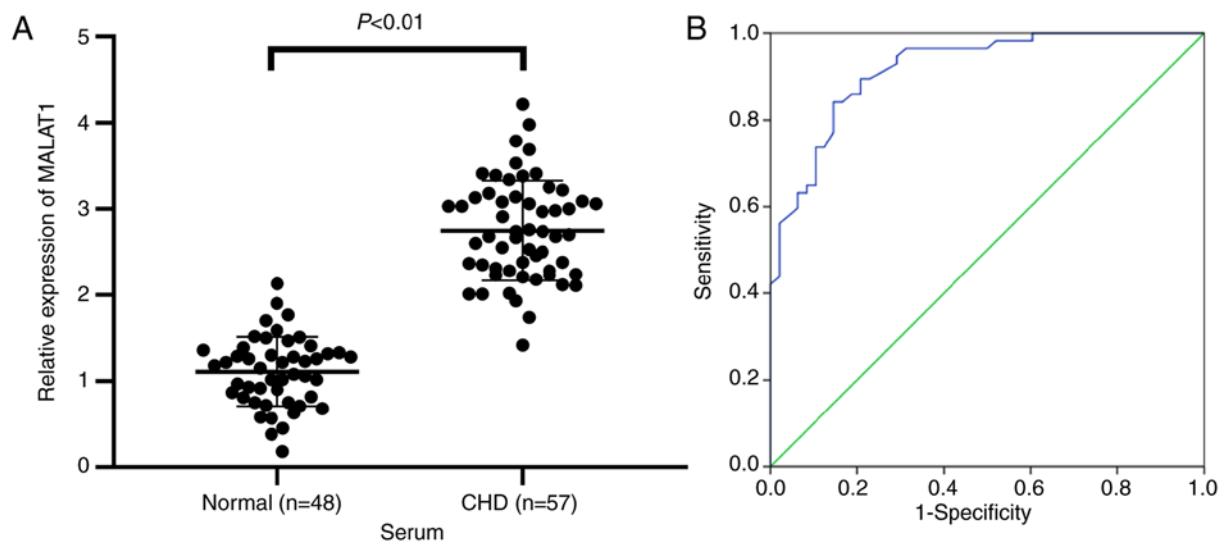 A
P<0.01
Relative expression of MALAT1
5
4
3
2
1
0
Normal (n=48)
CHD (n=57)
Serum
B
Sensitivity
1.0
0.8
0.6
0.4
0.2
0.0
0.0
0.2
0.4
0.6
0.8
1.0
1-Specificity